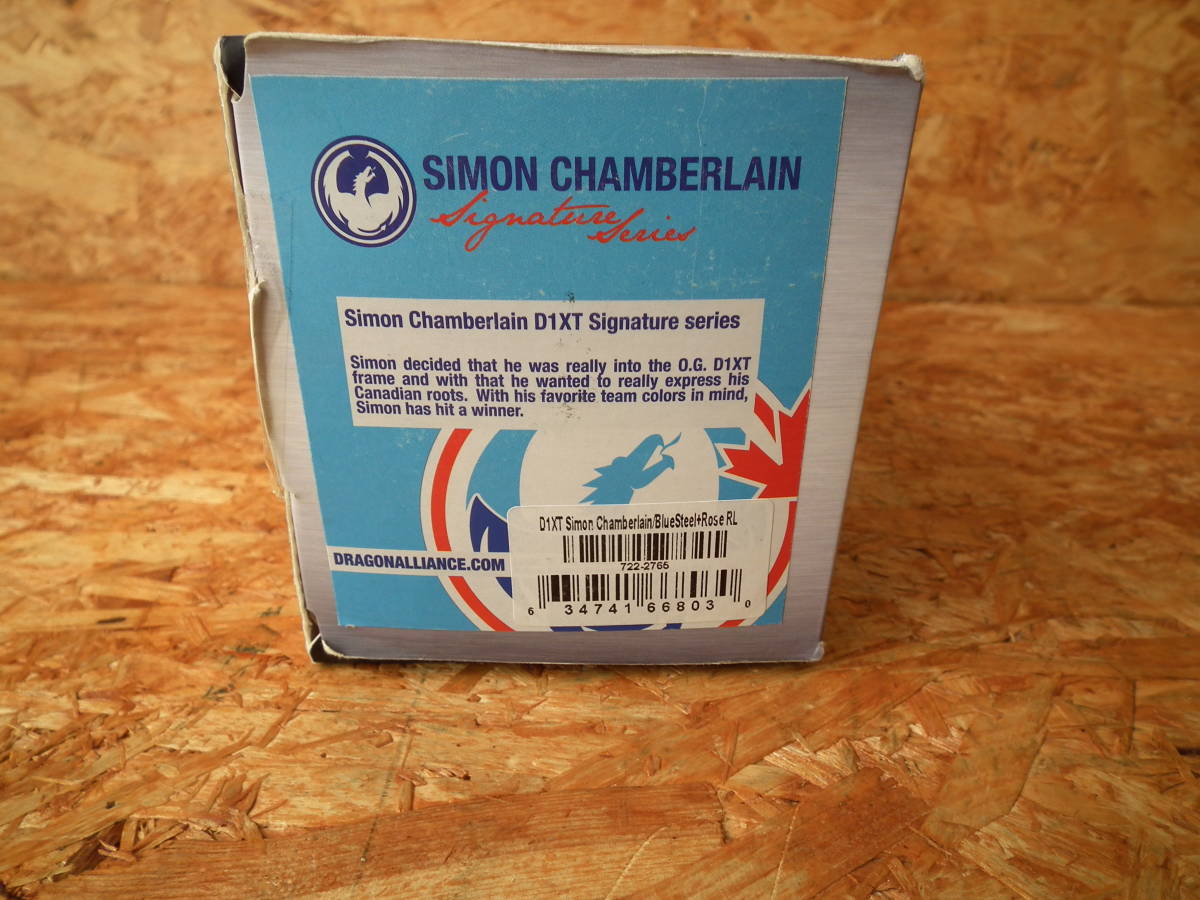 SIMON CHAMBERLAIN
Signature Series
Simon Chamberlain D1XT Signature series
Simon decided that he was really into the O.G. D1XT
frame and with that he wanted to really express his
Canadian roots. With his favorite team colors in mind,
Simon has hit a winner.
DRAGONALLIANCE.COM
D1XT Simon Chamberlain/BlueSteel+Rose RL
722-2765
6 34741 66803 0